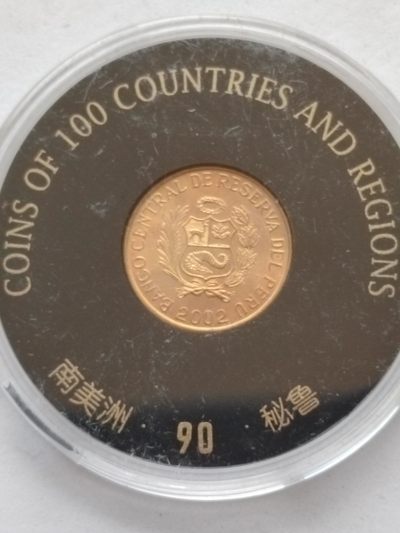 COINS OF 100 COUNTRIES AND REGIONS
BANCO CENTRAL DE RESERVA DEL PERU
2002
南美洲
90
秘鲁